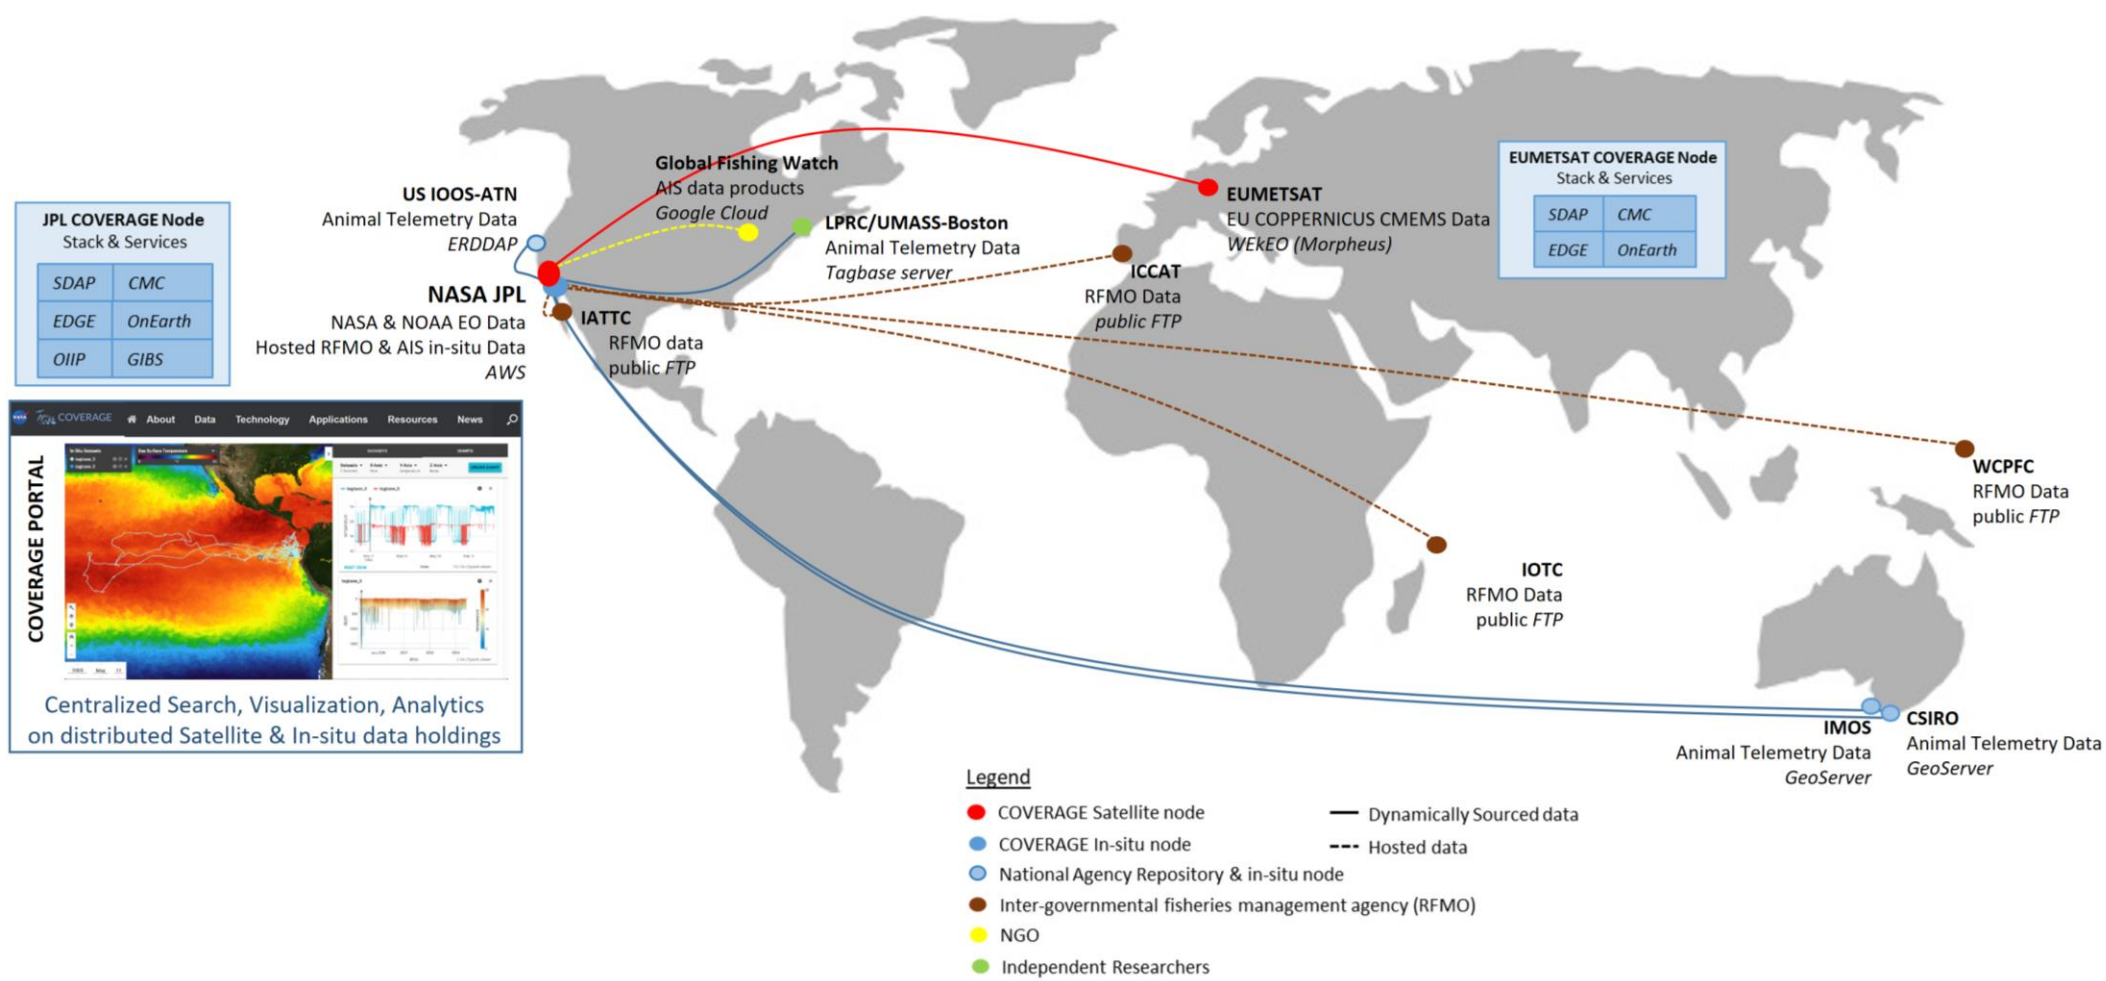 Global Fishing Watch
AIS data products
Google Cloud
US IOOS-ATN
Animal Telemetry Data
ERDDAP
LPRC/UMASS-Boston
Animal Telemetry Data
Tagbase server
EUMETSAT
EU COPPERNICUS CMEMS Data
WEkEO (Morpheus)
EUMETSAT COVERAGE Node
Stack & Services
SDAP CMC
EDGE OnEarth
JPL COVERAGE Node
Stack & Services
SDAP CMC
EDGE OnEarth
OIIP GIBS
NASA JPL
NASA & NOAA EO Data
Hosted RFMO & AIS in-situ Data
AWS
IATTC
RFMO data
public FTP
ICCAT
RFMO Data
public FTP
WCPFC
RFMO Data
public FTP
IOTC
RFMO Data
public FTP
IMOS
Animal Telemetry Data
GeoServer
CSIRO
Animal Telemetry Data
GeoServer
COVERAGE About Data Technology Applications Resources News
COVERAGE PORTAL
Centralized Search, Visualization, Analytics
on distributed Satellite & In-situ data holdings
Legend
COVERAGE Satellite node
COVERAGE In-situ node
National Agency Repository & in-situ node
Inter-governmental fisheries management agency (RFMO)
NGO
Independent Researchers
Dynamically Sourced data
Hosted data